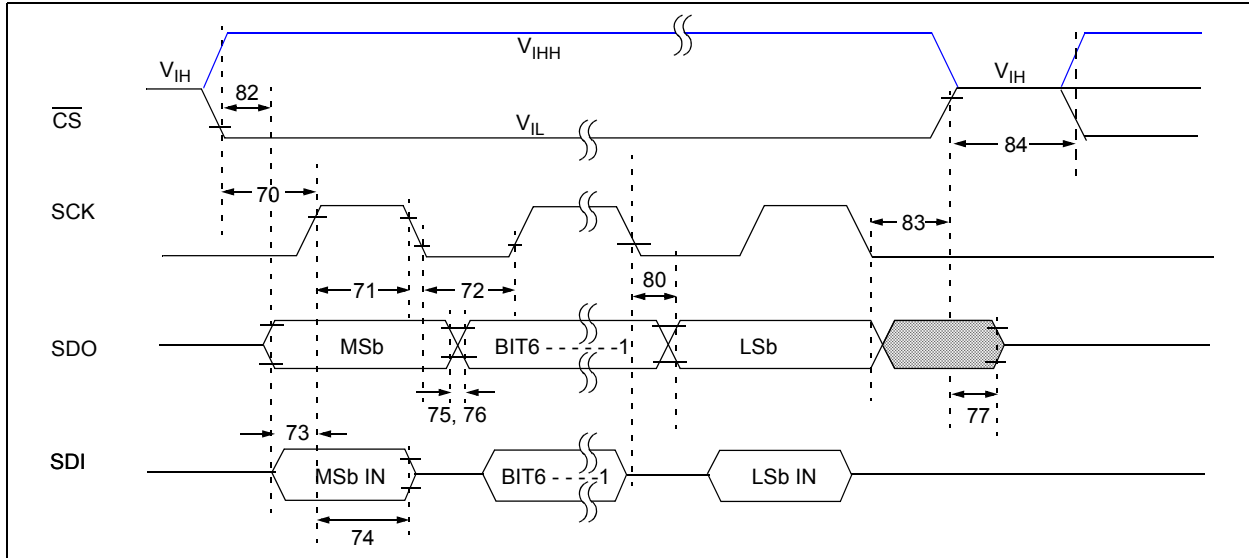 VIH
VIHH
VIH
82
CS
VIL
84
70
SCK
83
71
72
80
SDO
MSb
BIT6 - - - - - -1
LSb
75, 76
77
73
SDI
MSb IN
BIT6 - - - -1
LSb IN
74